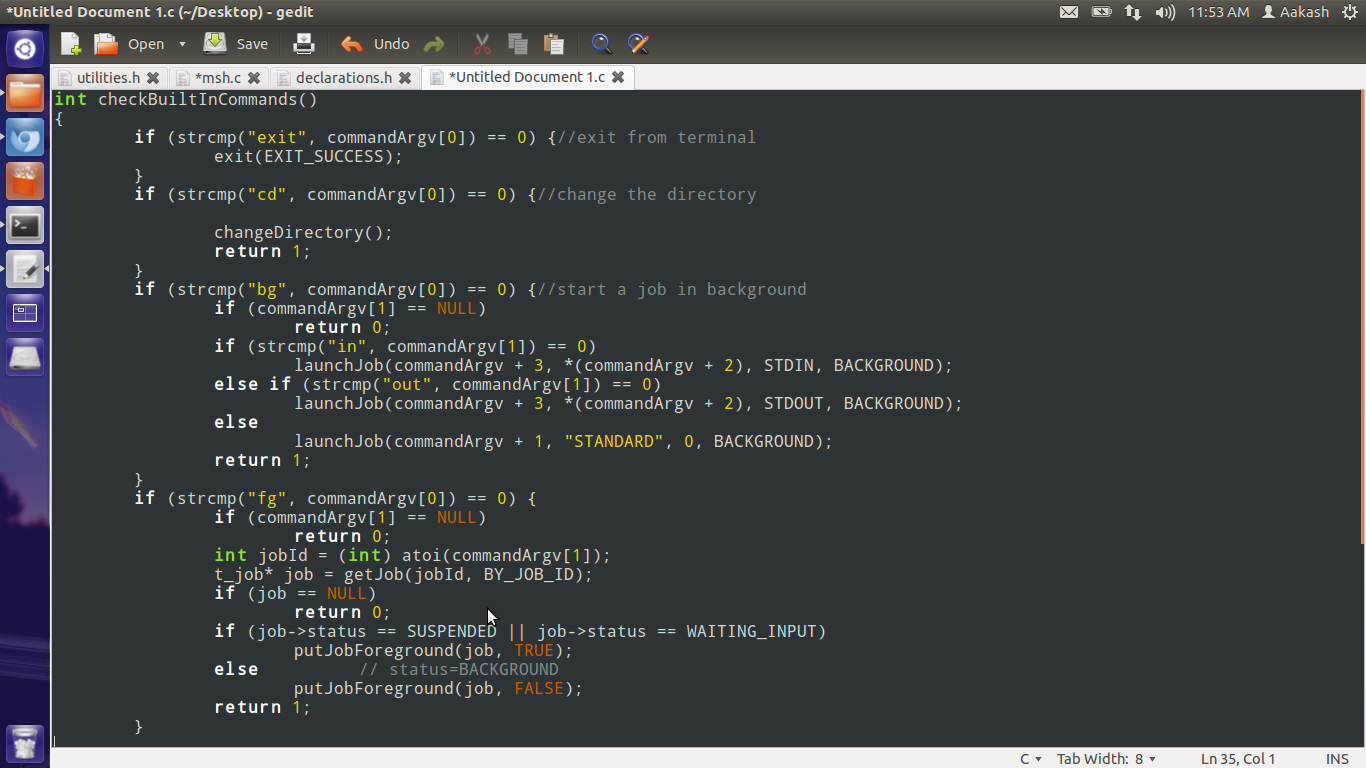 *Untitled Document 1.c (~/Desktop) - gedit
11:53 AM Aakash
Open Save Undo
utilities.h *msh.c declarations.h *Untitled Document 1.c
int checkBuiltInCommands()
{
        if (strcmp("exit", commandArgv[0]) == 0) {//exit from terminal
                exit(EXIT_SUCCESS);
        }
        if (strcmp("cd", commandArgv[0]) == 0) {//change the directory
                changeDirectory();
                return 1;
        }
        if (strcmp("bg", commandArgv[0]) == 0) {//start a job in background
                if (commandArgv[1] == NULL)
                        return 0;
                if (strcmp("in", commandArgv[1]) == 0)
                        launchJob(commandArgv + 3, *(commandArgv + 2), STDIN, BACKGROUND);
                else if (strcmp("out", commandArgv[1]) == 0)
                        launchJob(commandArgv + 3, *(commandArgv + 2), STDOUT, BACKGROUND);
                else
                        launchJob(commandArgv + 1, "STANDARD", 0, BACKGROUND);
                return 1;
        }
        if (strcmp("fg", commandArgv[0]) == 0) {
                if (commandArgv[1] == NULL)
                        return 0;
                int jobId = (int) atoi(commandArgv[1]);
                t_job* job = getJob(jobId, BY_JOB_ID);
                if (job == NULL)
                        return 0;
                if (job->status == SUSPENDED || job->status == WAITING_INPUT)
                        putJobForeground(job, TRUE);
                else          // status=BACKGROUND
                        putJobForeground(job, FALSE);
                return 1;
        }
C Tab Width: 8 Ln 35, Col 1 INS